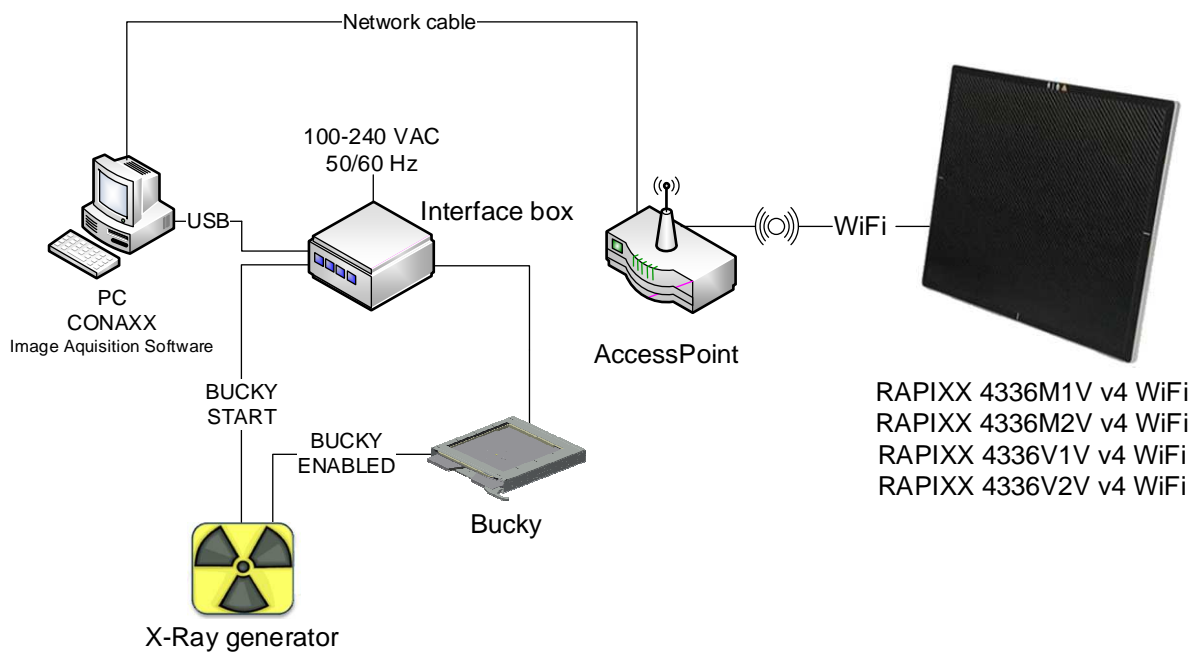 Network cable
100-240 VAC
50/60 Hz
Interface box
USB
WiFi
PC
CONAXX
Image Aquisition Software
AccessPoint
RAPIXX 4336M1V v4 WiFi
RAPIXX 4336M2V v4 WiFi
RAPIXX 4336V1V v4 WiFi
RAPIXX 4336V2V v4 WiFi
BUCKY
START
BUCKY
ENABLED
Bucky
X-Ray generator